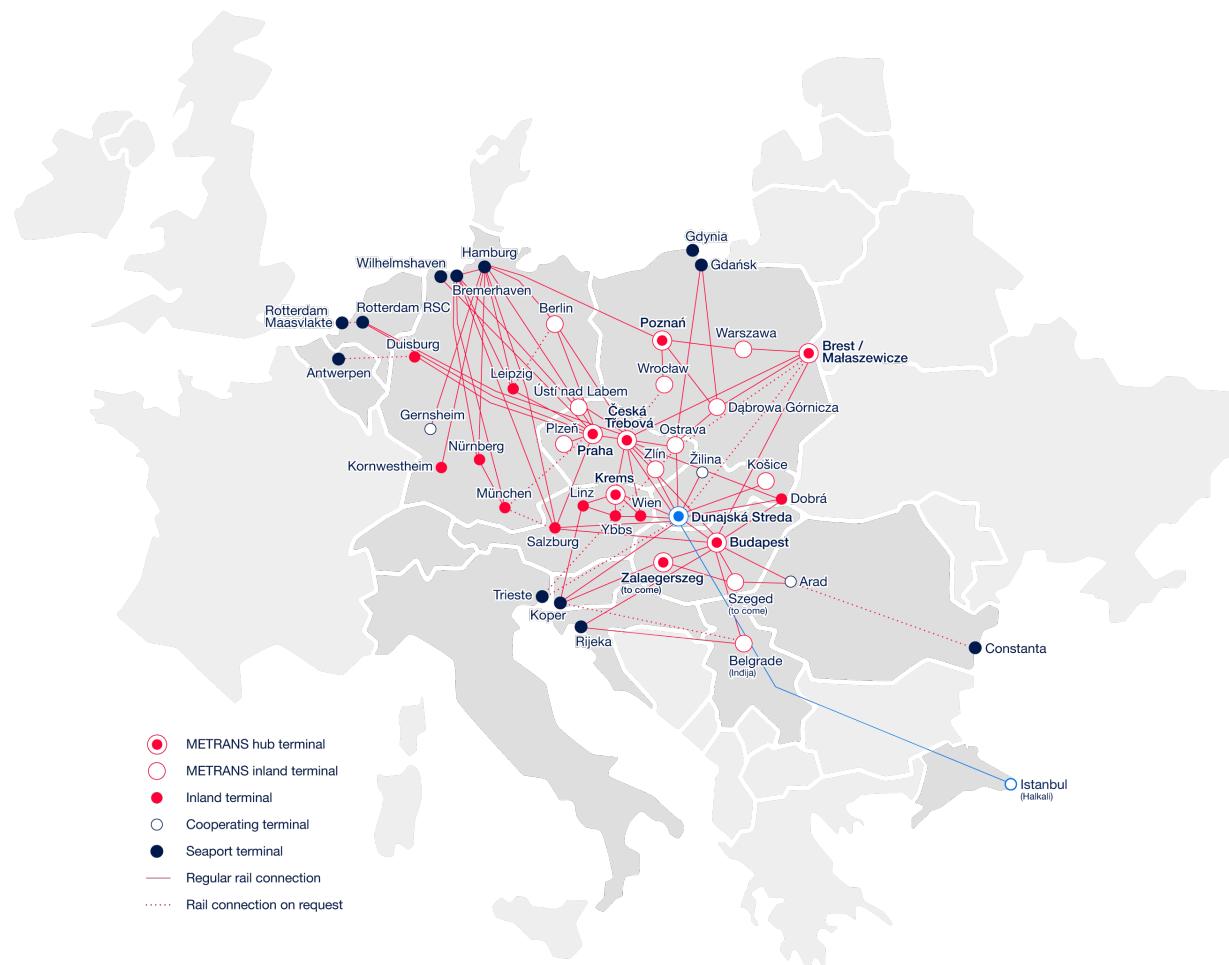 Gdynia
Gdańsk
Hamburg
Wilhelmshaven
Bremerhaven
Rotterdam
Maasvlakte
Rotterdam RSC
Berlin
Poznań
Warszawa
Brest /
Małaszewicze
Duisburg
Antwerpen
Leipzig
Wrocław
Ústí nad Labem
Dąbrowa Górnicza
Gernsheim
Česká
Třebová
Plzeň
Praha
Ostrava
Nürnberg
Kornwestheim
Zlín
Žilina
Košice
Krems
München
Linz
Wien
Dobrá
Dunajská Streda
Ybbs
Salzburg
Budapest
Zalaegerszeg
(to come)
Arad
Trieste
Szeged
(to come)
Koper
Rijeka
Constanta
Belgrade
(Indija)
METRANS hub terminal
METRANS inland terminal
Inland terminal
Cooperating terminal
Seaport terminal
Regular rail connection
Rail connection on request
Istanbul
(Halkali)